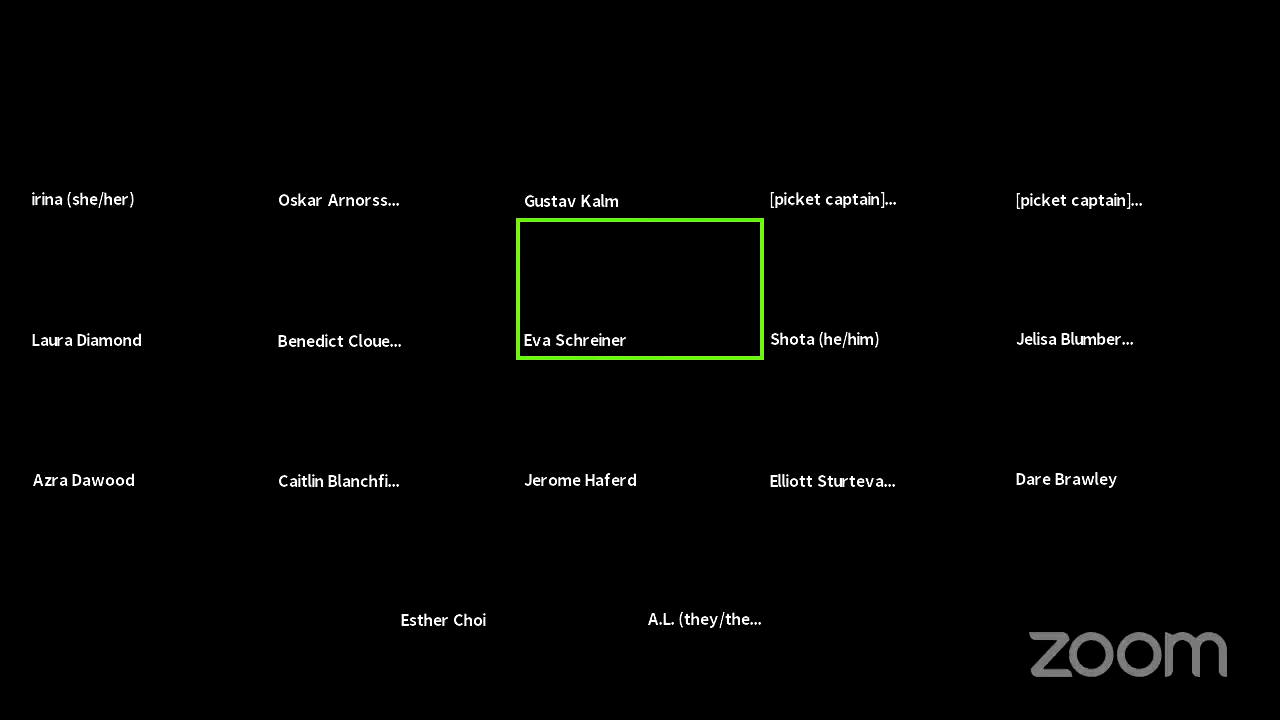 irina (she/her)
Oskar Arnorss...
Gustav Kalm
[picket captain]...
[picket captain]...
Laura Diamond
Benedict Cloue...
Eva Schreiner
Shota (he/him)
Jelisa Blumber...
Azra Dawood
Caitlin Blanchfi...
Jerome Haferd
Elliott Sturteva...
Dare Brawley
Esther Choi
A.L. (they/the...
zoom